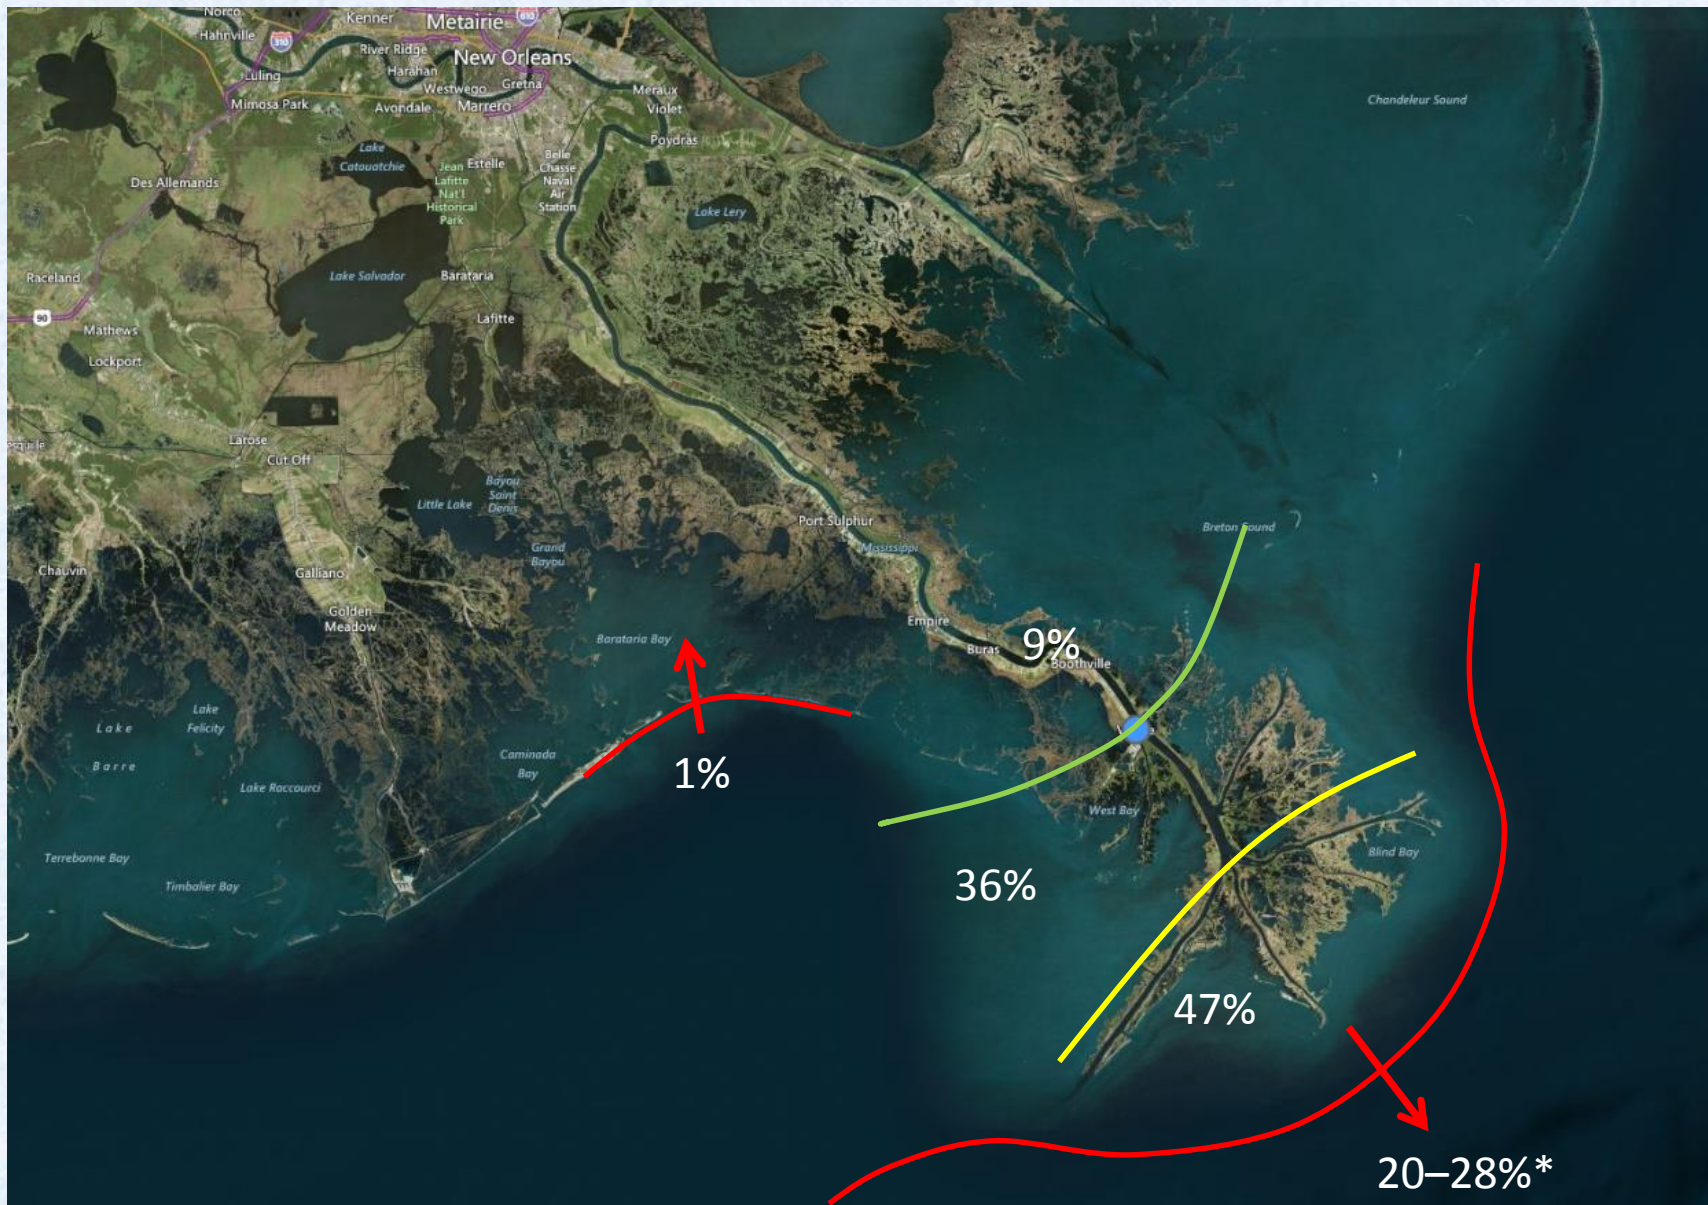 Norco
Kenner
Metairie
610
Hahnville
310
River Ridge
New Orleans
Luling
Harahan
Westwego
Gretna
Meraux
Mimosa Park
Avondale
Marrero
Violet
Chandeleur Sound
Poydras
Lake
Catouatchie
Jean
Lafitte
Nat'l
Historical
Park
Estelle
Belle
Chasse
Naval
Air
Station
Des Allemands
Lake Lery
Raceland
Lake Salvador
Barataria
90
Mathews
Lafitte
Lockport
Larose
Cut Off
Little Lake
Bayou
Saint
Denis
Port Sulphur
Breton Sound
Mississippi
Grand
Bayou
Chauvin
Galliano
Golden
Meadow
Empire
Barataria Bay
Buras
9%
Boothville
Lake
Felicity
Lake
Barre
Caminada
Bay
1%
Lake Raccourci
West Bay
Terrebonne Bay
Timbalier Bay
Blind Bay
36%
47%
20–28%*